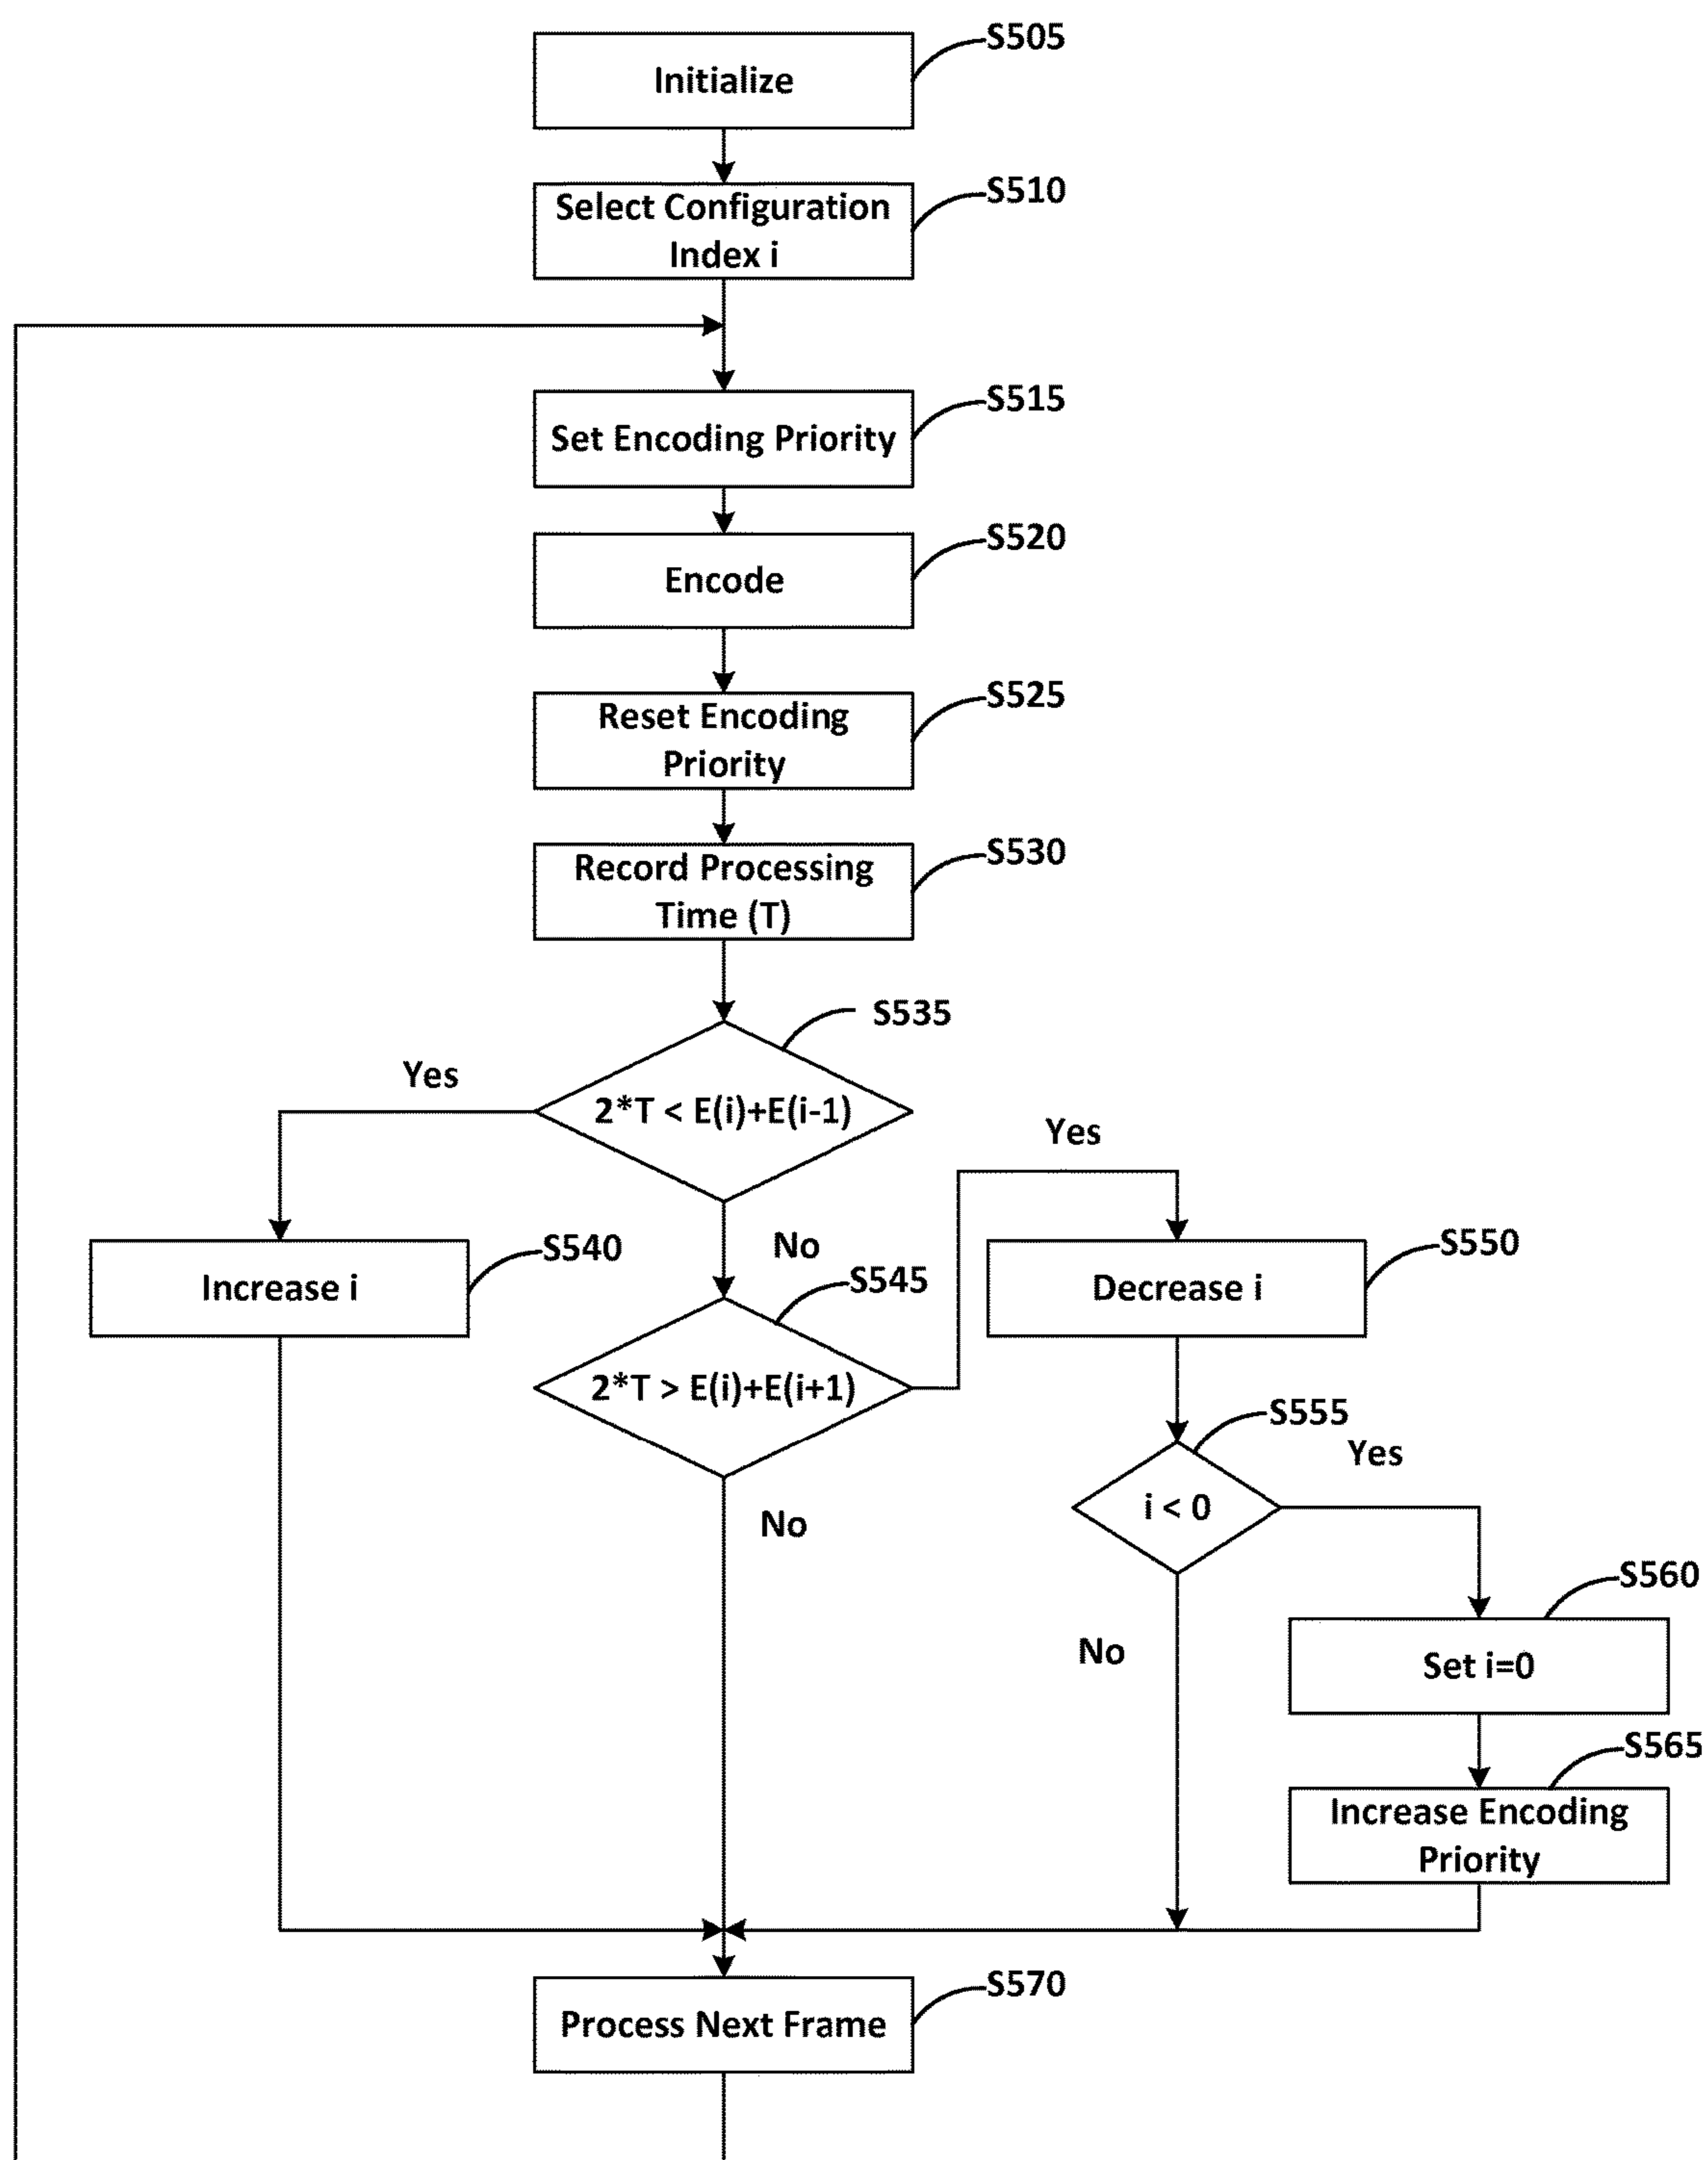 S505
Initialize
S510
Select Configuration
Index i
S515
Set Encoding Priority
S520
Encode
S525
Reset Encoding
Priority
S530
Record Processing
Time (T)
S535
Yes
2*T < E(i)+E(i-1)
Yes
No
S540
Increase i
S545
S550
Decrease i
2*T > E(i)+E(i+1)
S555
Yes
No
i < 0
S560
No
Set i=0
S565
Increase Encoding
Priority
S570
Process Next Frame